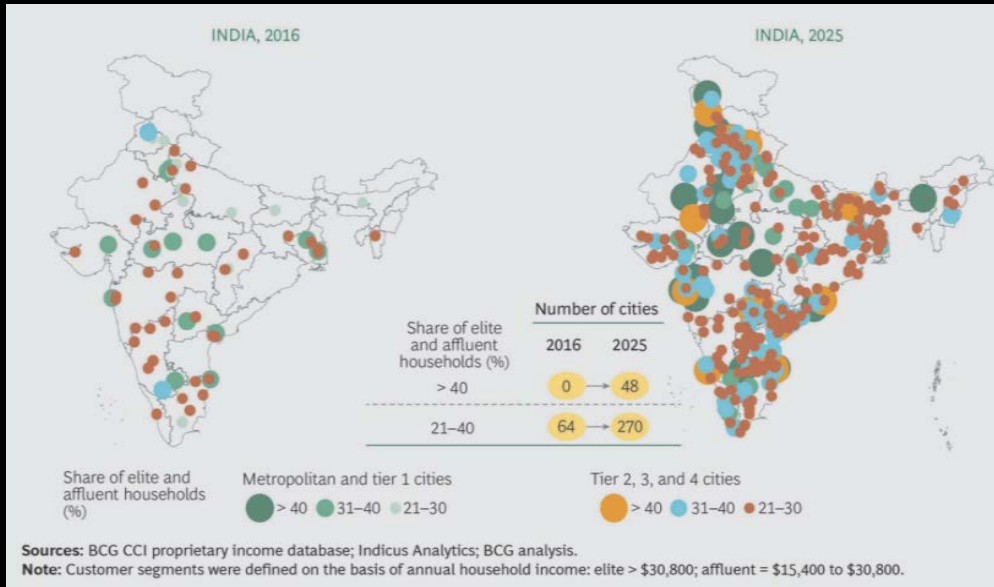 INDIA, 2016
INDIA, 2025
Number of cities
Share of elite
and affluent
households (%)
2016
2025
> 40
0
48
21–40
64
270
Share of elite and
affluent households
(%)
Metropolitan and tier 1 cities
> 40
31–40
21–30
Tier 2, 3, and 4 cities
> 40
31–40
21–30
Sources: BCG CCI proprietary income database; Indicus Analytics; BCG analysis.
Note: Customer segments were defined on the basis of annual household income: elite > $30,800; affluent = $15,400 to $30,800.